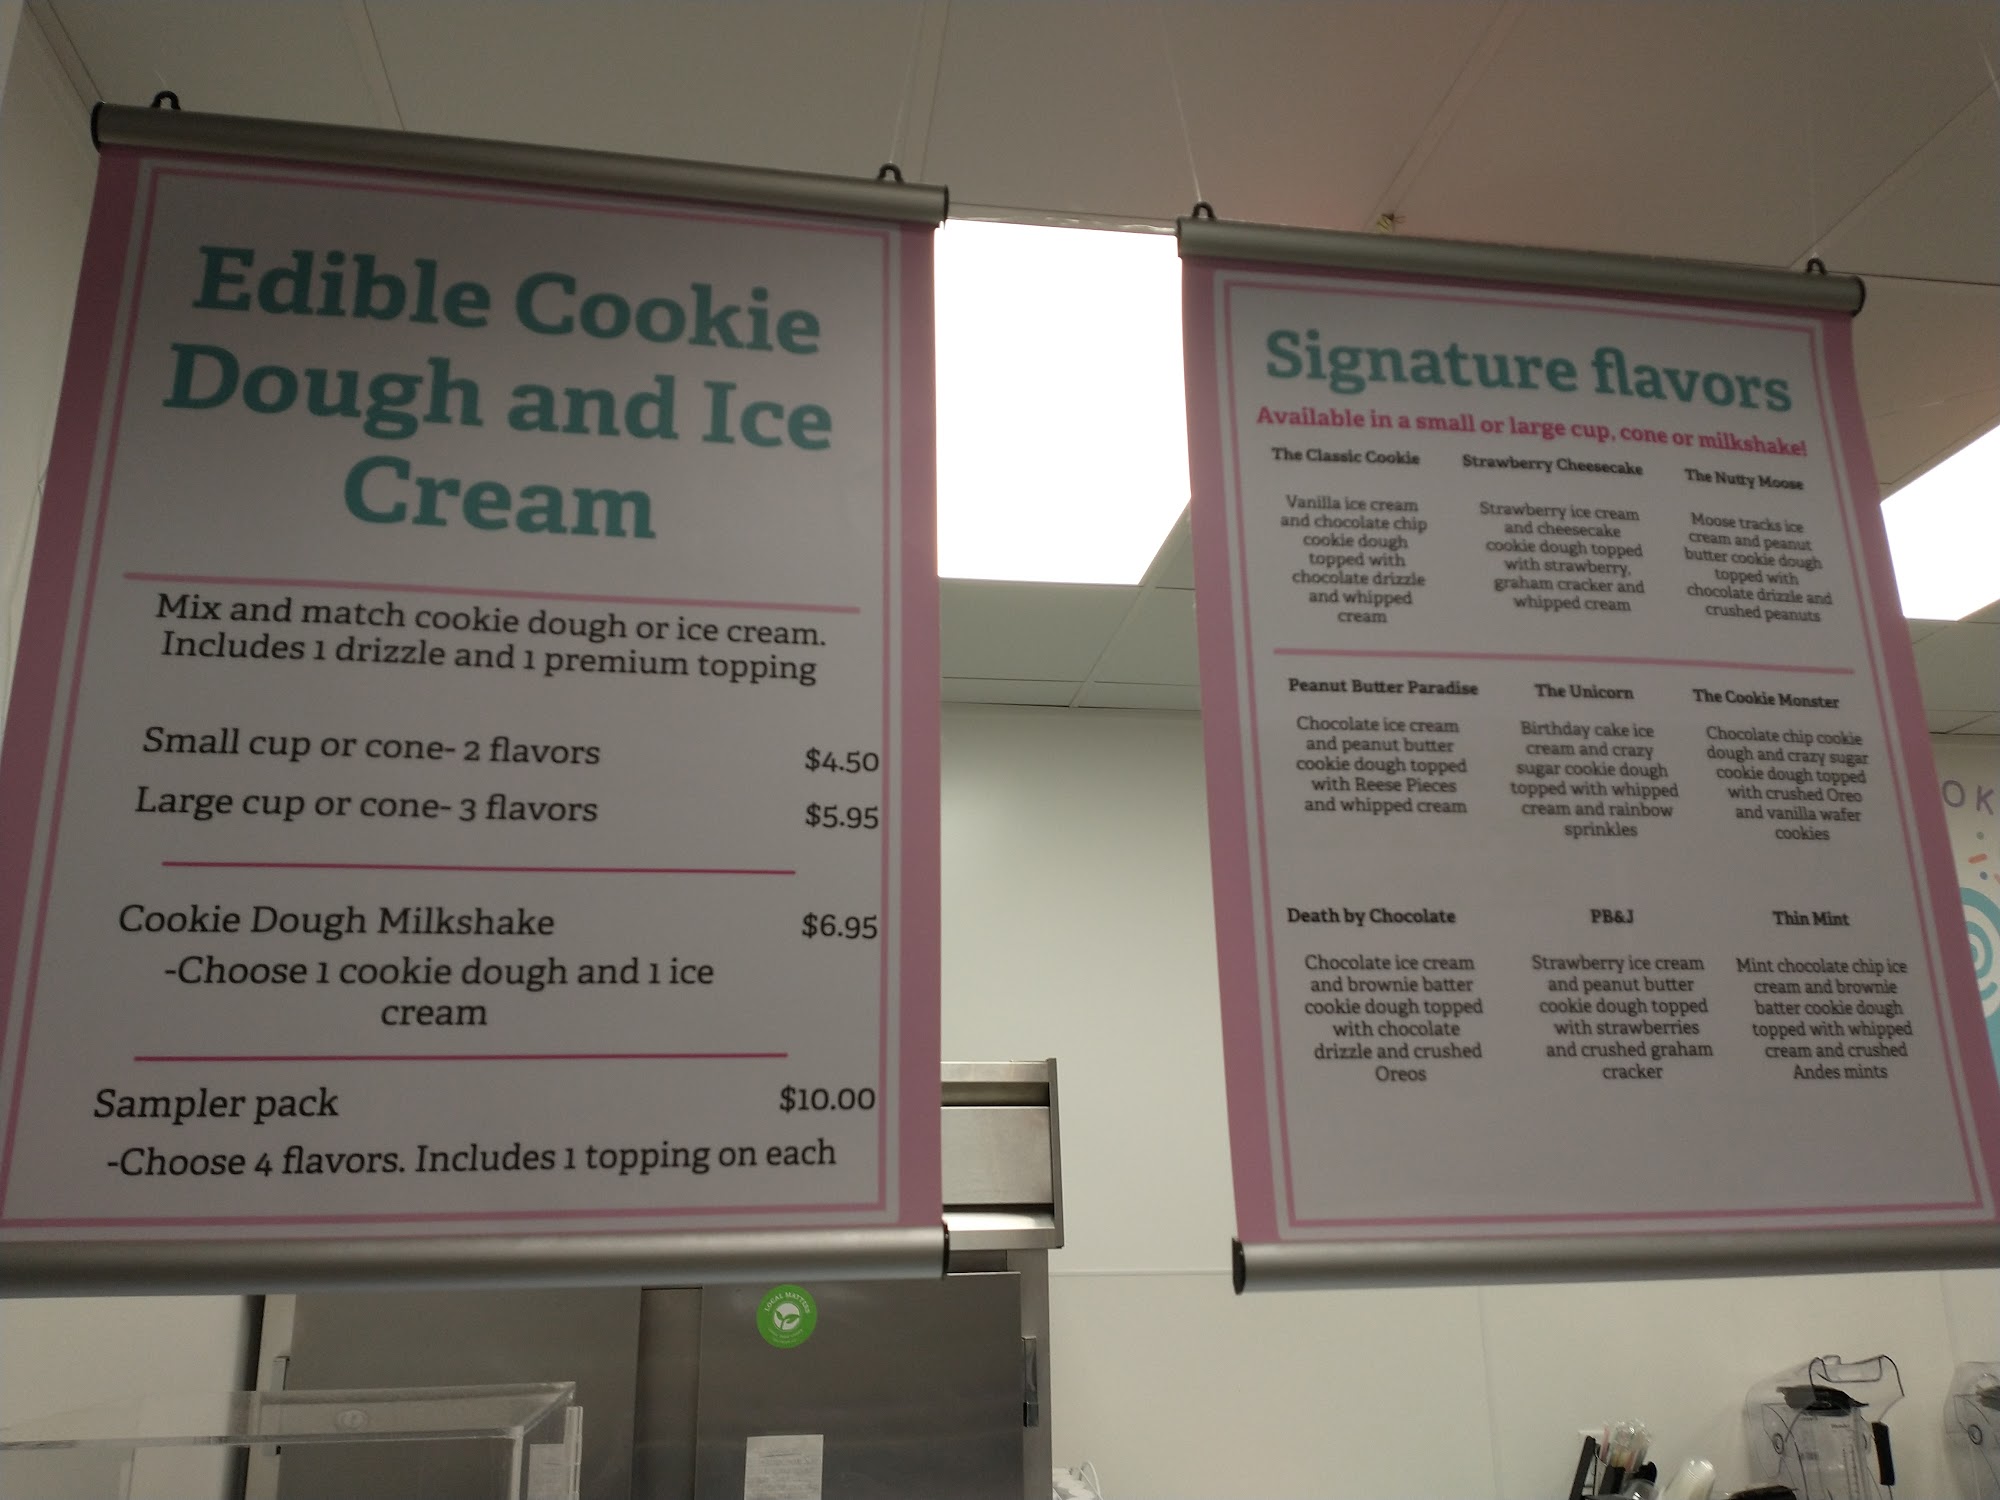 Edible Cookie
Dough and Ice
Cream
Mix and match cookie dough or ice cream.
Includes 1 drizzle and 1 premium topping
Small cup or cone- 2 flavors $4.50
Large cup or cone- 3 flavors $5.95
Cookie Dough Milkshake $6.95
-Choose 1 cookie dough and 1 ice
cream
Sampler pack $10.00
-Choose 4 flavors. Includes 1 topping on each
Signature flavors
Available in a small or large cup, cone or milkshake!
The Classic Cookie
Vanilla ice cream
and chocolate chip
cookie dough
topped with
chocolate drizzle
and whipped
cream
Strawberry Cheesecake
Strawberry ice cream
and cheesecake
cookie dough topped
with strawberry,
graham cracker and
whipped cream
The Nutty Moose
Moose tracks ice
cream and peanut
butter cookie dough
topped with
chocolate drizzle and
crushed peanuts
Peanut Butter Paradise
Chocolate ice cream
and peanut butter
cookie dough topped
with Reese Pieces
and whipped cream
The Unicorn
Birthday cake ice
cream and crazy
sugar cookie dough
topped with whipped
cream and rainbow
sprinkles
The Cookie Monster
Chocolate chip cookie
dough and crazy sugar
cookie dough topped
with crushed Oreo
and vanilla wafer
cookies
Death by Chocolate
Chocolate ice cream
and brownie batter
cookie dough topped
with chocolate
drizzle and crushed
Oreos
PB&J
Strawberry ice cream
and peanut butter
cookie dough topped
with strawberries
and crushed graham
cracker
Thin Mint
Mint chocolate chip ice
cream and brownie
batter cookie dough
topped with whipped
cream and crushed
Andes mints
OK
LOCAL MATTERS